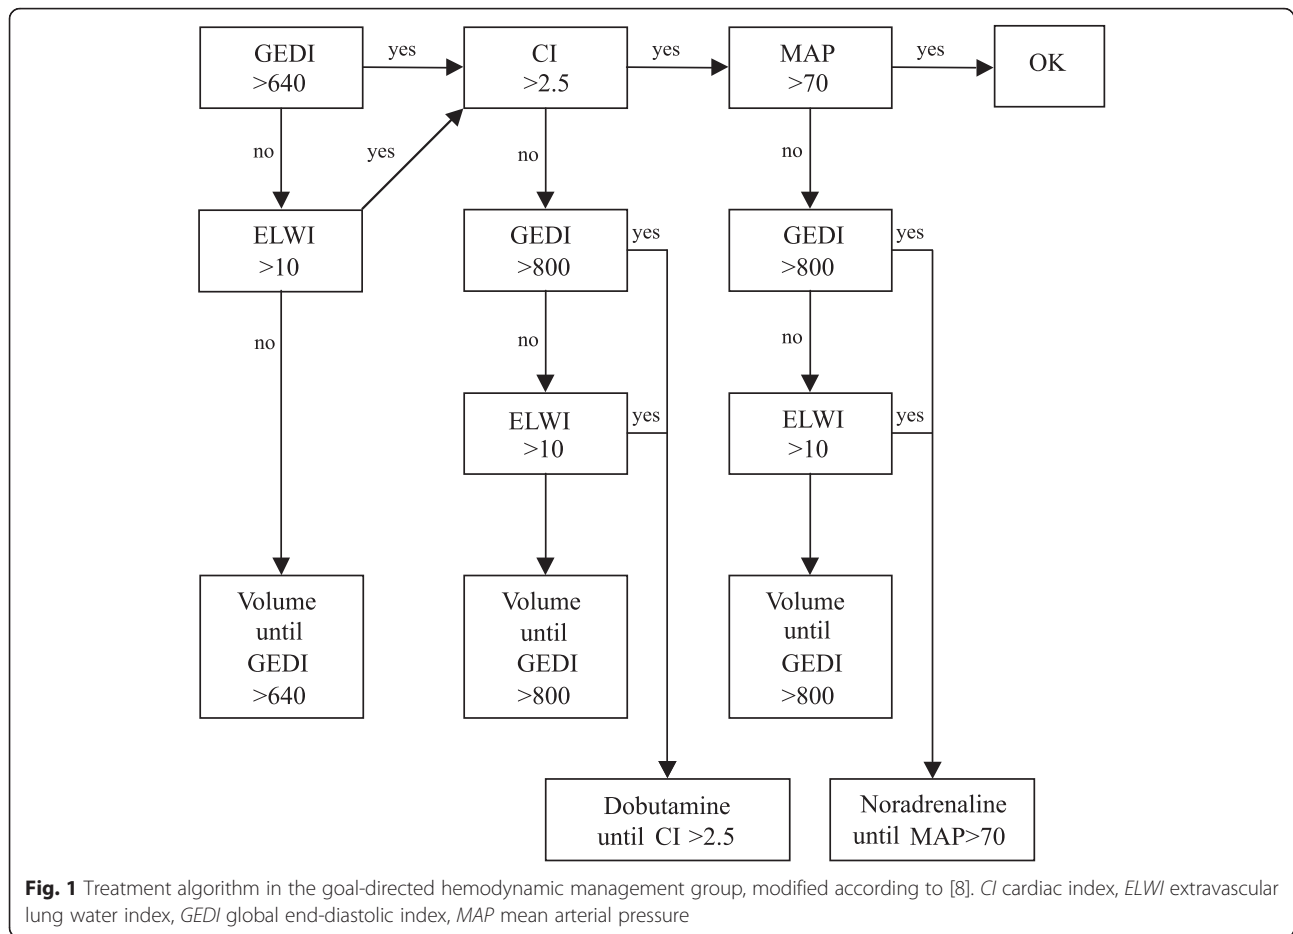 GEDI
>640
yes
CI
>2.5
yes
MAP
>70
yes
OK
no
yes
no
no
ELWI
>10
GEDI
>800
yes
GEDI
>800
yes
no
no
no
ELWI
>10
yes
ELWI
>10
yes
Volume
until
GEDI
>640
Volume
until
GEDI
>800
Volume
until
GEDI
>800
Dobutamine
until CI >2.5
Noradrenaline
until MAP>70
Fig. 1 Treatment algorithm in the goal-directed hemodynamic management group, modified according to [8]. CI cardiac index, ELWI extravascular
lung water index, GEDI global end-diastolic index, MAP mean arterial pressure